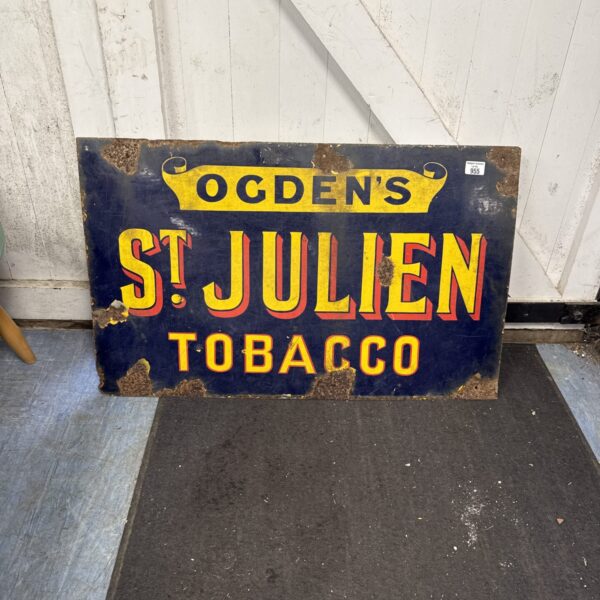 OGDEN'S
ST. JULIEN
TOBACCO
955